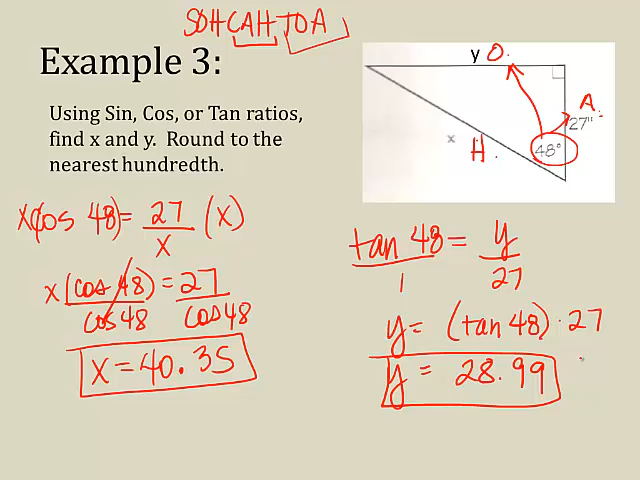 SOHCAHTOA
Example 3:
Using Sin, Cos, or Tan ratios,
find x and y. Round to the
nearest hundredth.
y O.
A.
27"
48°
x H.
x(cos 48) = 27/x (x)
x(cos 48) = 27
cos 48 cos 48
x = 40.35
tan 48 = y
1 27
y = (tan 48) · 27
y = 28.99